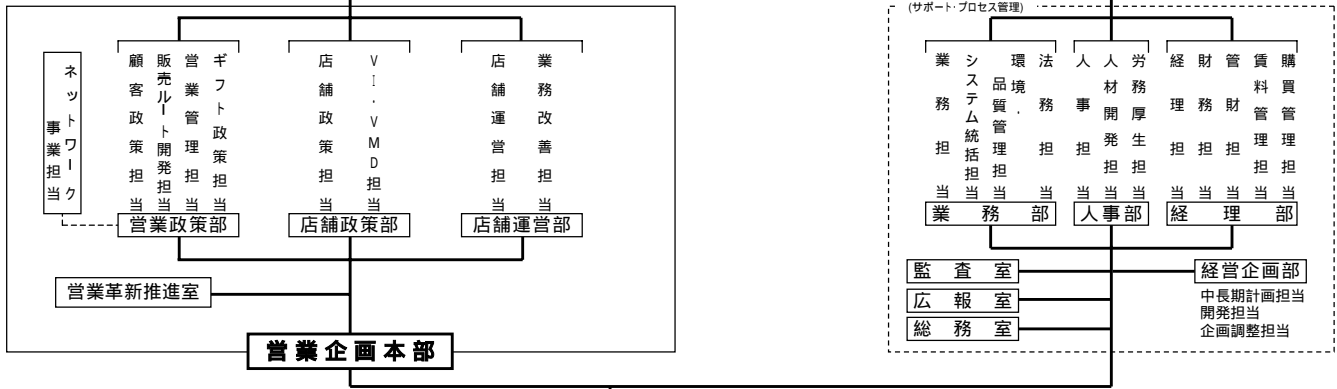 (サポート・プロセス管理)
ネットワーク
事業担当
顧客政策担当
販売ルート開発担当
営業管理担当
ギフト政策担当
店舗政策担当
VI・VMD担当
店舗運営担当
業務改善担当
業務担当
システム統括担当
環境・
品質管理担当
法務担当
人事担当
人材開発担当
労務厚生担当
経理担当
財務担当
管財担当
賃料管理担当
購買管理担当
営業政策部
店舗政策部
店舗運営部
業務部
人事部
経理部
営業革新推進室
監査室
経営企画部
広報室
中長期計画担当
開発担当
総務室
企画調整担当
営業企画本部